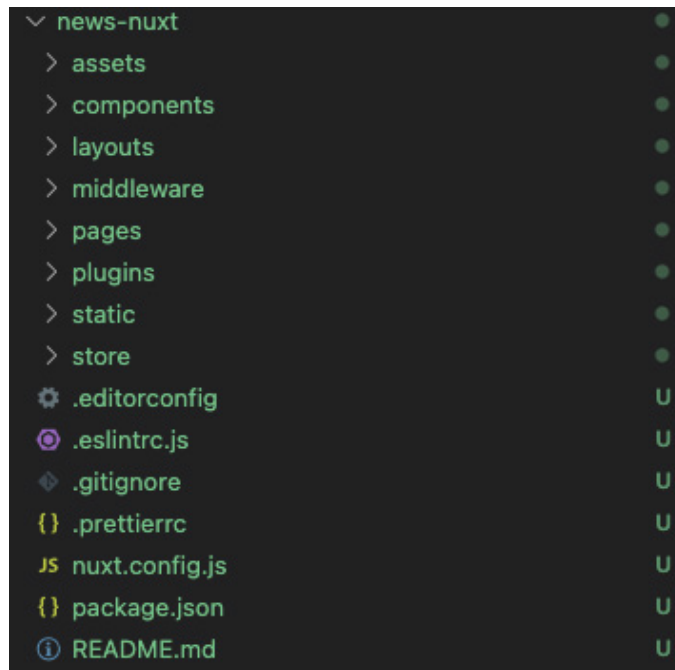 news-nuxt
assets
components
layouts
middleware
pages
plugins
static
store
.editorconfig U
.eslintrc.js U
.gitignore U
{} .prettierrc U
JS nuxt.config.js U
{} package.json U
README.md U